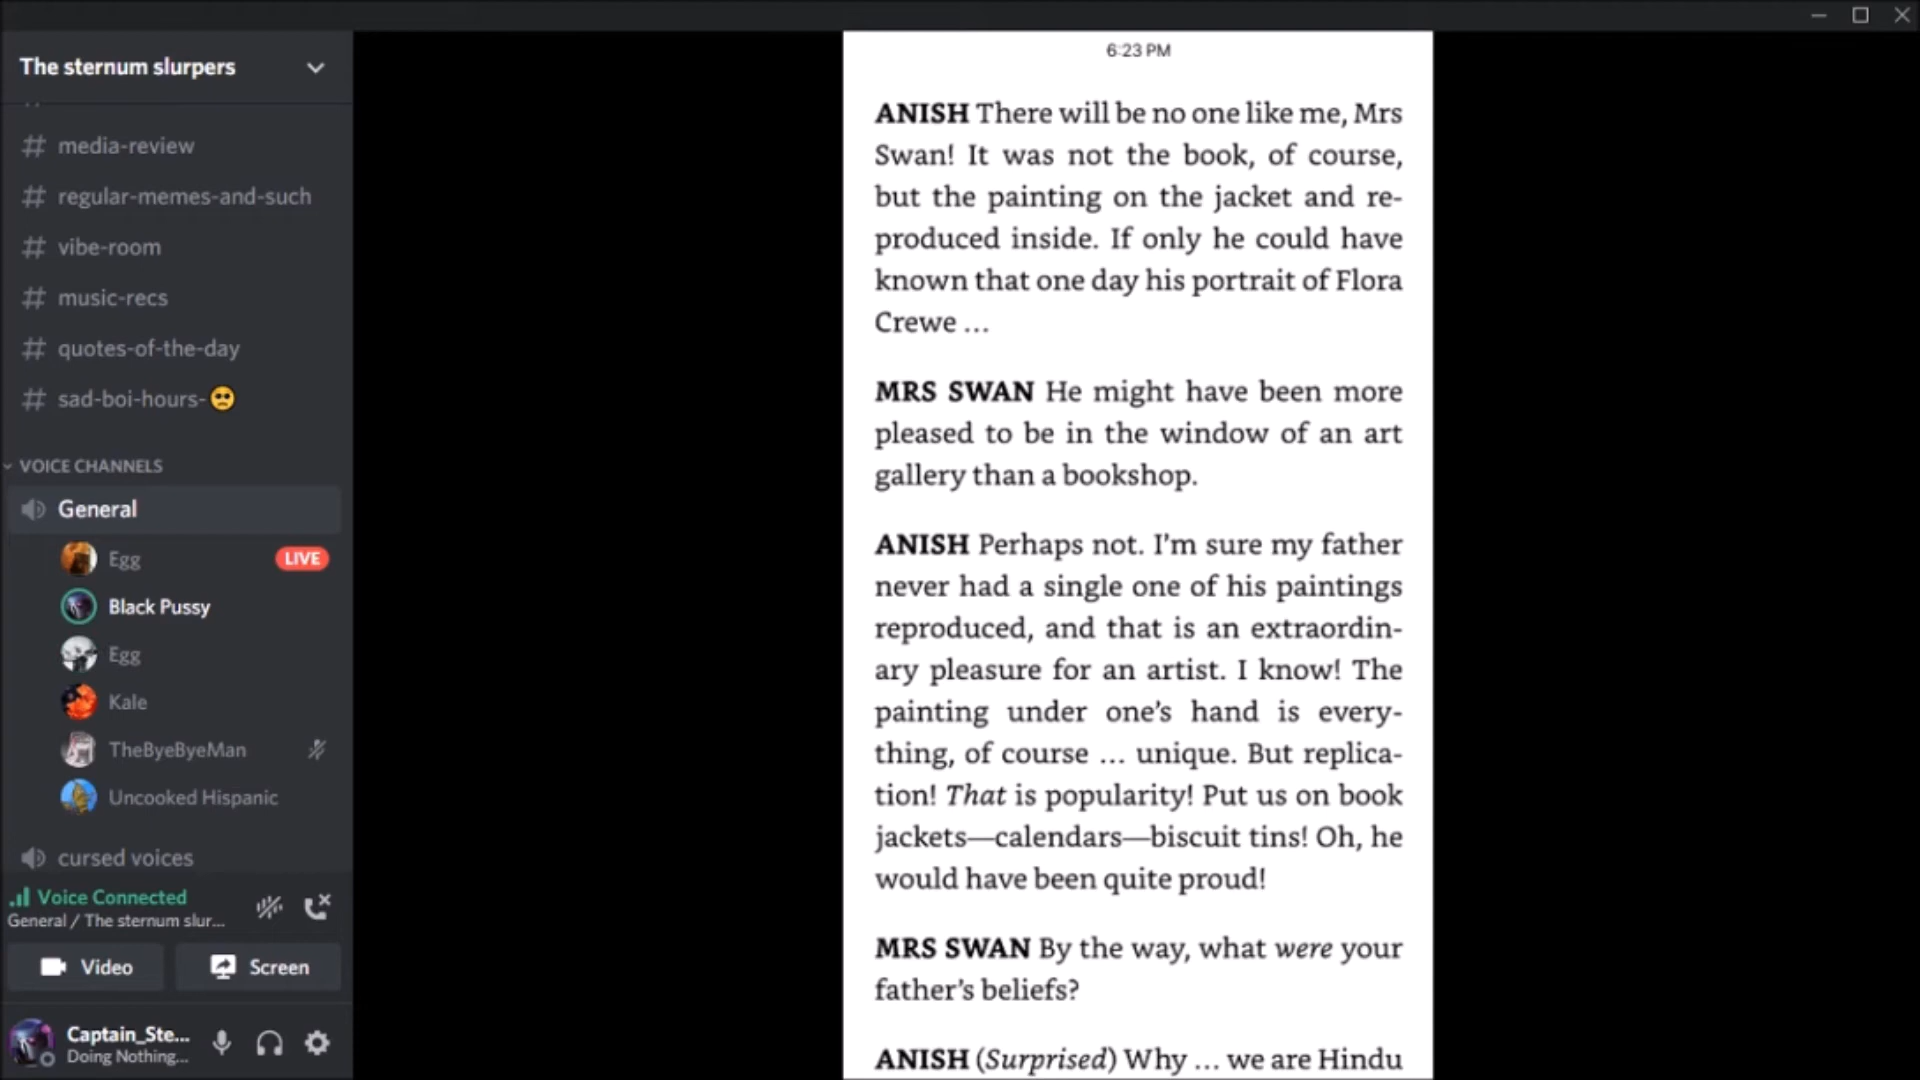 The sternum slurpers
# media-review
# regular-memes-and-such
# vibe-room
# music-recs
# quotes-of-the-day
# sad-boi-hours-🥺
VOICE CHANNELS
General
Egg LIVE
Black Pussy
Egg
Kale
TheByeByeMan
Uncooked Hispanic
cursed voices
Voice Connected
General / The sternum slur...
Video Screen
Captain_Ste...
Doing Nothing...
6:23 PM
ANISH There will be no one like me, Mrs
Swan! It was not the book, of course,
but the painting on the jacket and re-
produced inside. If only he could have
known that one day his portrait of Flora
Crewe ...
MRS SWAN He might have been more
pleased to be in the window of an art
gallery than a bookshop.
ANISH Perhaps not. I'm sure my father
never had a single one of his paintings
reproduced, and that is an extraordin-
ary pleasure for an artist. I know! The
painting under one's hand is every-
thing, of course ... unique. But replica-
tion! That is popularity! Put us on book
jackets—calendars—biscuit tins! Oh, he
would have been quite proud!
MRS SWAN By the way, what were your
father's beliefs?
ANISH (Surprised) Why ... we are Hindu